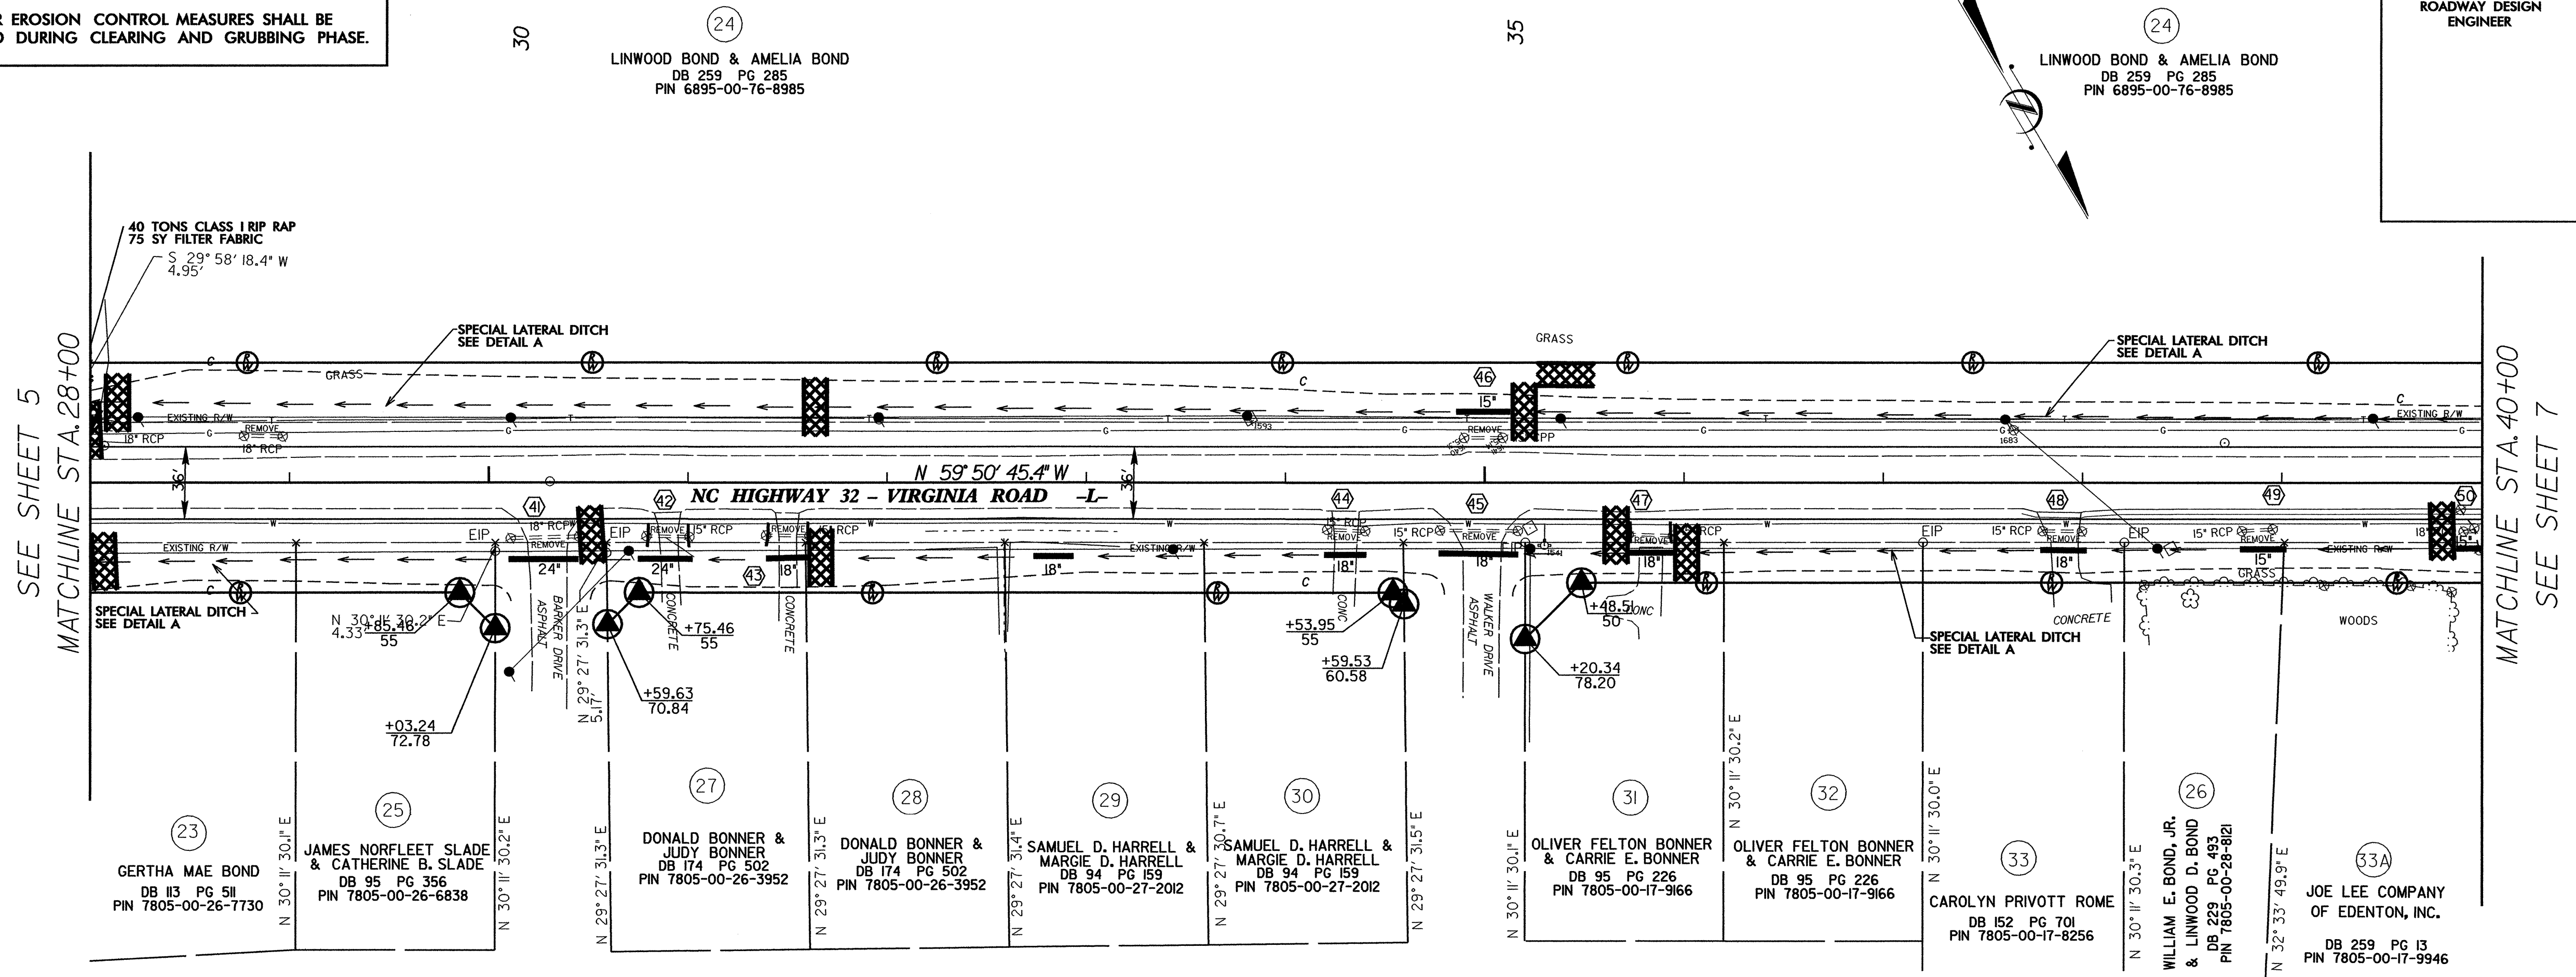 R EROSION CONTROL MEASURES SHALL BE
D DURING CLEARING AND GRUBBING PHASE.
30
24
LINWOOD BOND & AMELIA BOND
DB 259 PG 285
PIN 6895-00-76-8985
35
24
LINWOOD BOND & AMELIA BOND
DB 259 PG 285
PIN 6895-00-76-8985
ROADWAY DESIGN
ENGINEER
SEE SHEET 5
MATCHLINE STA. 28+00
40 TONS CLASS I RIP RAP
75 SY FILTER FABRIC
S 29° 58' 18.4" W
4.95'
SPECIAL LATERAL DITCH
SEE DETAIL A
GRASS
GRASS
SPECIAL LATERAL DITCH
SEE DETAIL A
MATCHLINE STA. 40+00
SEE SHEET 7
C
C
C
46
15"
EXISTING R/W
EXISTING R/W
18" RCP
REMOVE
18" RCP
1593
REMOVE
1683
36'
36'
N 59° 50' 45.4" W
NC HIGHWAY 32 - VIRGINIA ROAD -L-
41
42
44
45
47
48
49
50
18" RCP
REMOVE
EIP
EIP
REMOVE
15" RCP
REMOVE
15" RCP
REMOVE
15" RCP
REMOVE
REMOVE
EIP
15" RCP
REMOVE
EIP
15" RCP
REMOVE
EXISTING R/W
EXISTING R/W
EXISTING R/W
24"
24"
43
18"
18"
18"
18"
18"
18"
15"
15"
GRASS
WOODS
C
C
SPECIAL LATERAL DITCH
SEE DETAIL A
N 30° 11' 30.2" E
4.33'
+85.46
55
ASPHALT
BARKER DRIVE
N 29° 27' 31.3" E
5.17'
CONCRETE
+75.46
55
CONCRETE
+59.63
70.84
+03.24
72.78
CONC
+53.95
55
+59.53
60.58
ASPHALT
WALKER DRIVE
+48.51
50
CONC
+20.34
78.20
SPECIAL LATERAL DITCH
SEE DETAIL A
CONCRETE
23
GERTHA MAE BOND
DB 113 PG 511
PIN 7805-00-26-7730
N 30° 11' 30.1" E
25
JAMES NORFLEET SLADE
& CATHERINE B. SLADE
DB 95 PG 356
PIN 7805-00-26-6838
N 30° 11' 30.2" E
N 29° 27' 31.3" E
27
DONALD BONNER &
JUDY BONNER
DB 174 PG 502
PIN 7805-00-26-3952
N 29° 27' 31.3" E
28
DONALD BONNER &
JUDY BONNER
DB 174 PG 502
PIN 7805-00-26-3952
N 29° 27' 31.4" E
29
SAMUEL D. HARRELL &
MARGIE D. HARRELL
DB 94 PG 159
PIN 7805-00-27-2012
N 29° 27' 30.7" E
30
SAMUEL D. HARRELL &
MARGIE D. HARRELL
DB 94 PG 159
PIN 7805-00-27-2012
N 29° 27' 31.5" E
N 30° 11' 30.1" E
31
OLIVER FELTON BONNER
& CARRIE E. BONNER
DB 95 PG 226
PIN 7805-00-17-9166
N 30° 11' 30.2" E
32
OLIVER FELTON BONNER
& CARRIE E. BONNER
DB 95 PG 226
PIN 7805-00-17-9166
N 30° 11' 30.0" E
33
CAROLYN PRIVOTT ROME
DB 152 PG 701
PIN 7805-00-17-8256
N 30° 11' 30.3" E
26
WILLIAM E. BOND, JR.
& LINWOOD D. BOND
DB 229 PG 493
PIN 7805-00-28-8121
N 32° 33' 49.9" E
33A
JOE LEE COMPANY
OF EDENTON, INC.
DB 259 PG 13
PIN 7805-00-17-9946